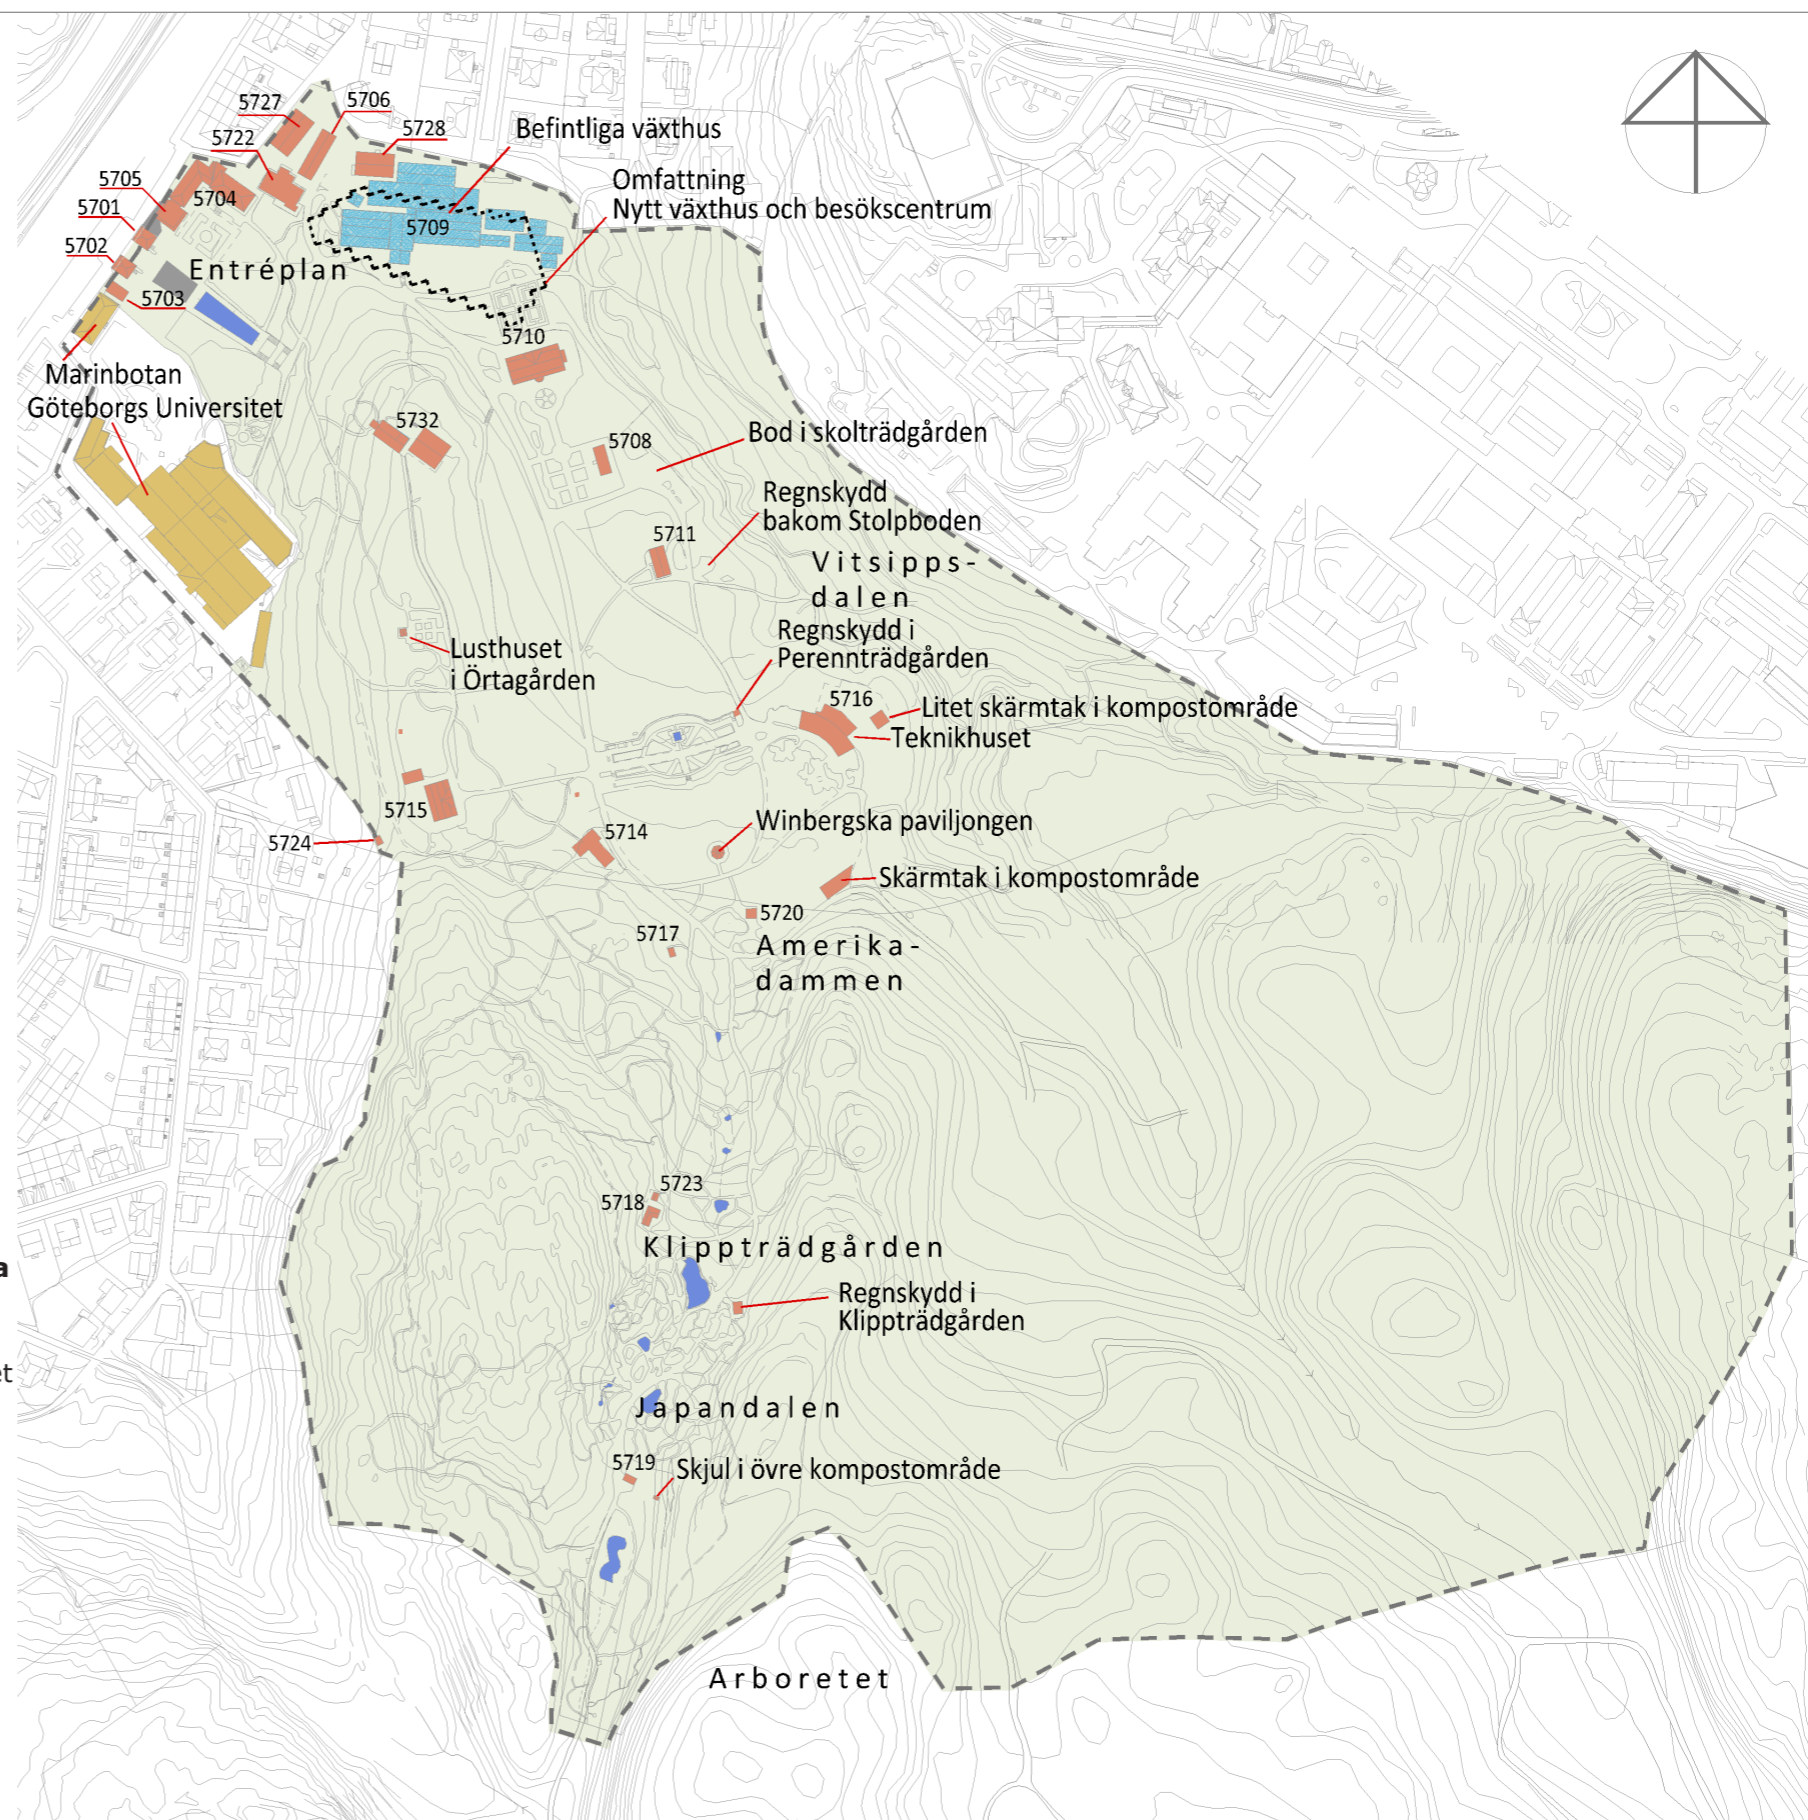 5727
5706
5722
5728
Befintliga växthus
Omfattning
Nytt växthus och besökscentrum
5705
5704
5701
5709
5702
Entréplan
5703
5710
Marinbotan
Göteborgs Universitet
5732
5708
Bod i skolträdgården
Regnskydd
bakom Stolpboden
5711
Vitsipps-
dalen
Regnskydd i
Perennträdgården
Lusthuset
i Örtagården
5716
Litet skärmtak i kompostområde
Teknikhuset
5715
5724
5714
Winbergska paviljongen
Skärmtak i kompostområde
5720
5717
Amerika-
dammen
5723
5718
Klippträdgården
a
Regnskydd i
Klippträdgården
et
Japandalen
5719
Skjul i övre kompostområde
Arboretet